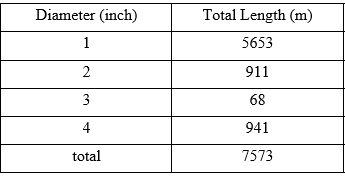 Diameter (inch) Total Length (m)
1 5653
2 911
3 68
4 941
total 7573